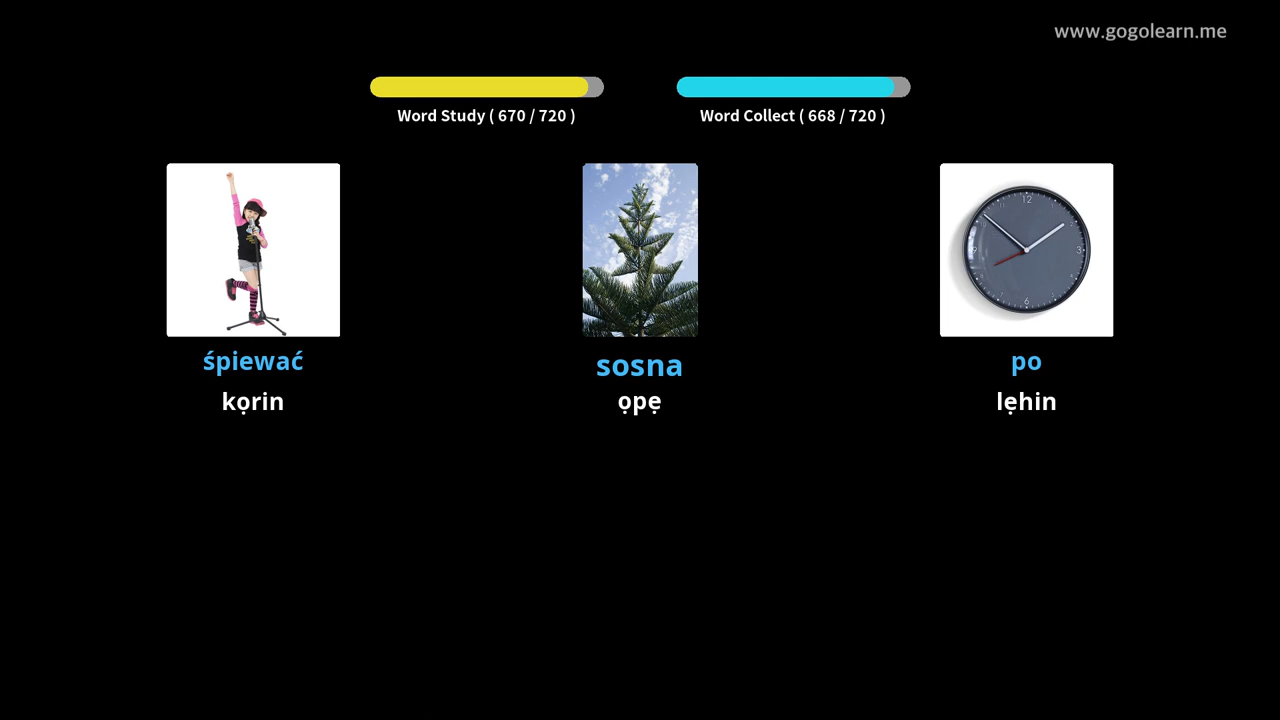 www.gogolearn.me
Word Study ( 670 / 720 )
Word Collect ( 668 / 720 )
śpiewać
kọrin
sosna
ọpẹ
po
lẹhin